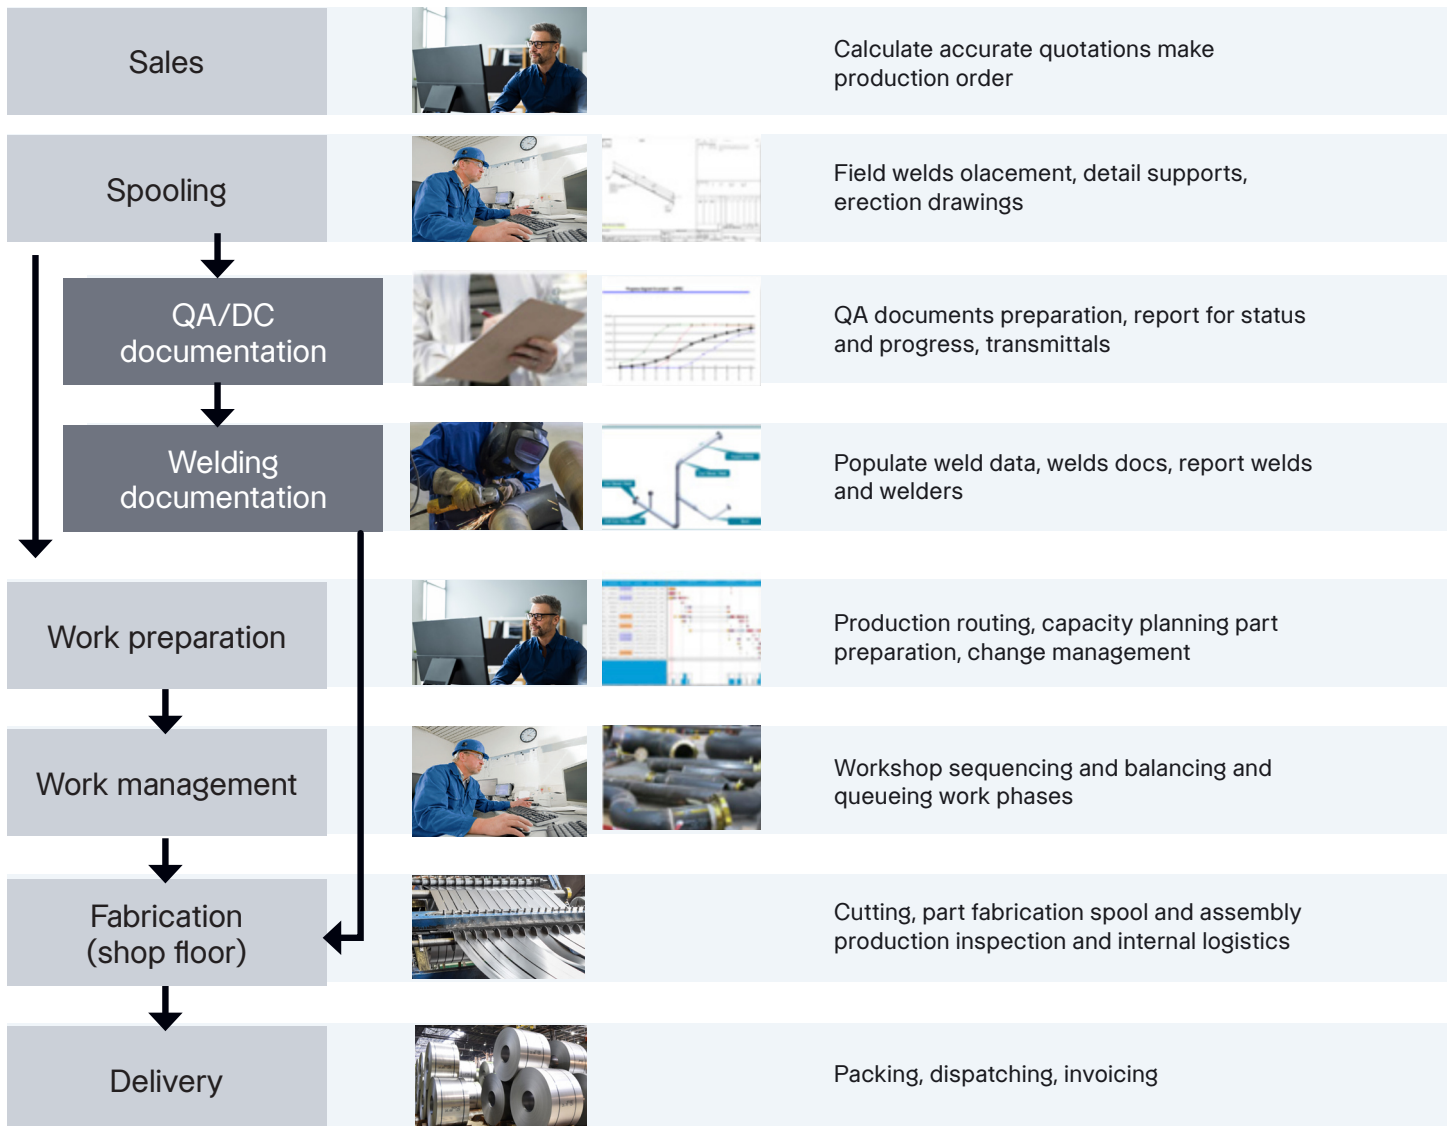 Sales
Calculate accurate quotations make
production order
Spooling
Field welds olacement, detail supports,
erection drawings
QA/DC
documentation
QA documents preparation, report for status
and progress, transmittals
Welding
documentation
Populate weld data, welds docs, report welds
and welders
Work preparation
Production routing, capacity planning part
preparation, change management
Work management
Workshop sequencing and balancing and
queueing work phases
Fabrication
(shop floor)
Cutting, part fabrication spool and assembly
production inspection and internal logistics
Delivery
Packing, dispatching, invoicing